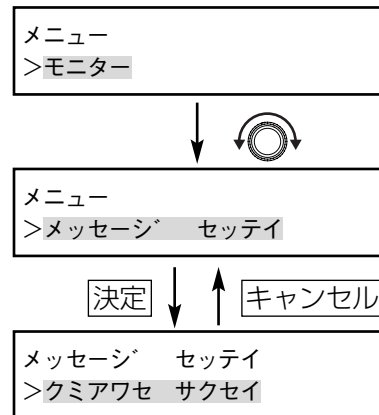 メニュー
>モニター
メニュー
>メッセージ　セッテイ
決定 キャンセル
メッセージ　セッテイ
>クミアワセ　サクセイ